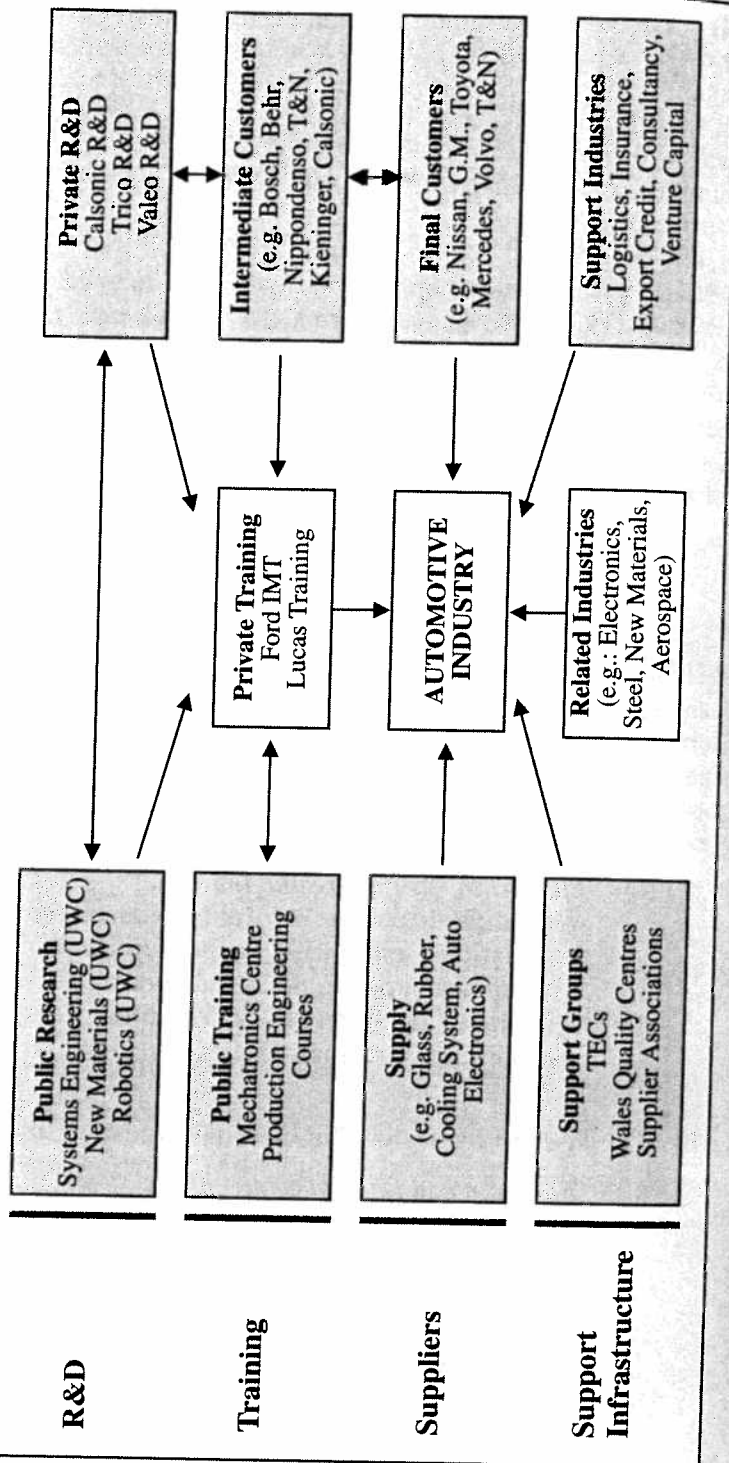 R&D
Public Research
Systems Engineering (UWC)
New Materials (UWC)
Robotics (UWC)
Private R&D
Calsonic R&D
Trico R&D
Valeo R&D
Training
Public Training
Mechatronics Centre
Production Engineering
Courses
Private Training
Ford IMT
Lucas Training
Intermediate Customers
(e.g. Bosch, Behr,
Nippondenso, T&N,
Kieninger, Calsonic)
Suppliers
Supply
(e.g. Glass, Rubber,
Cooling System, Auto
Electronics)
AUTOMOTIVE
INDUSTRY
Final Customers
(e.g. Nissan, G.M., Toyota,
Mercedes, Volvo, T&N)
Support
Infrastructure
Support Groups
TECs
Wales Quality Centres
Supplier Associations
Related Industries
(e.g.: Electronics,
Steel, New Materials,
Aerospace)
Support Industries
Logistics, Insurance,
Export Credit, Consultancy,
Venture Capital